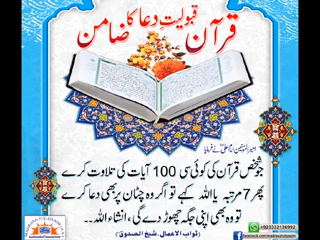 قرآن قبولیت دعا کا ضامن
امیرالمومنین امام علیؑ نے فرمایا
جو شخص قرآن کی کوئی سی 100 آیات کی تلاوت کرے
پھر 7 مرتبہ یا اللہ کہے تو اگر وہ چٹان پر بھی دعا کرے
تو وہ بھی اپنی جگہ چھوڑ دے گی، انشاء اللہ۔۔
(ثواب الاعمال، شیخ الصدوق)
+923332136992